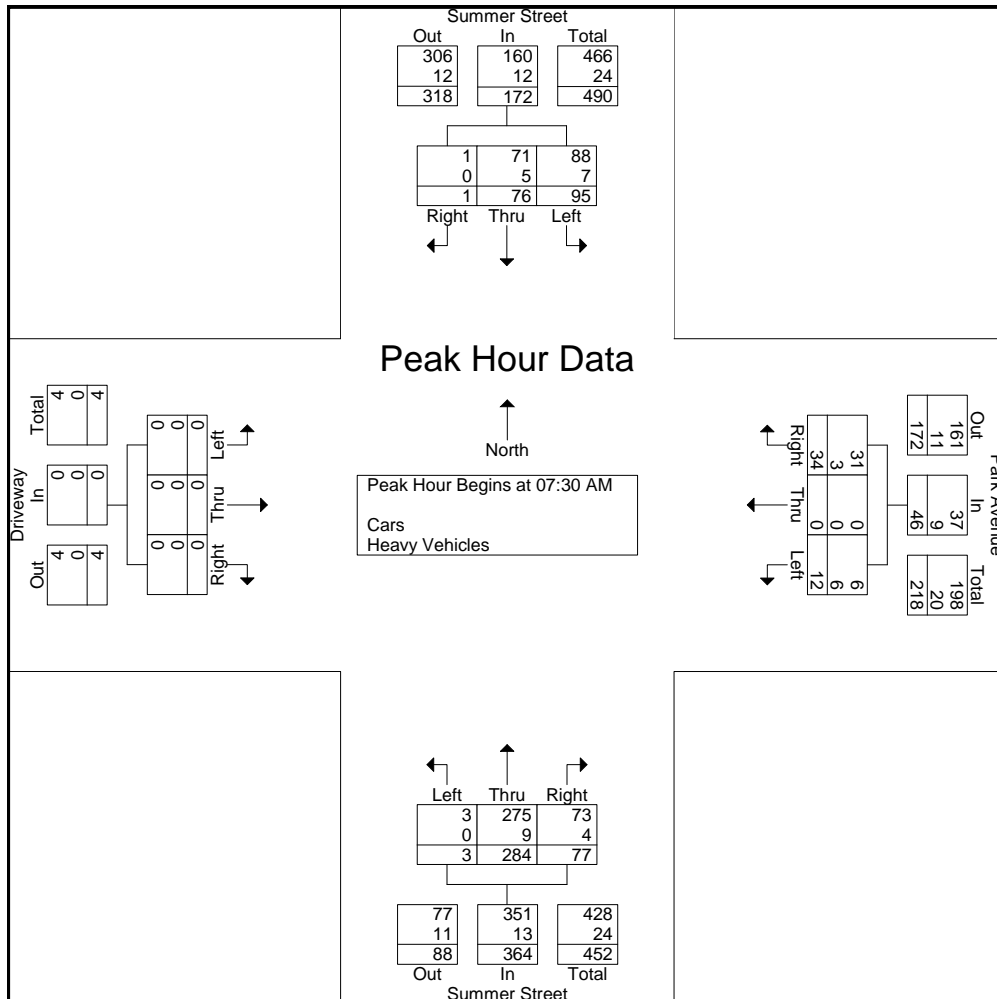 Summer Street
Out In Total
306 160 466
12 12 24
318 172 490
1 71 88
0 5 7
1 76 95
Right Thru Left
Peak Hour Data
North
Peak Hour Begins at 07:30 AM
Cars
Heavy Vehicles
Driveway
Out In Total
4 0 4
0 0 0
4 0 4
Left Thru Right
0 0 0
0 0 0
0 0 0
Park Avenue
Out In Total
161 37 198
11 9 20
172 46 218
Right Thru Left
31 0 6
3 0 6
34 0 12
Left Thru Right
3 275 73
0 9 4
3 284 77
77 351 428
11 13 24
88 364 452
Out In Total
Summer Street